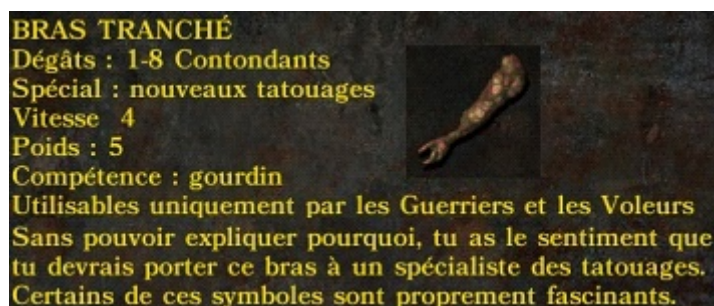 BRAS TRANCHÉ
Dégâts : 1-8 Contondants
Spécial : nouveaux tatouages
Vitesse 4
Poids : 5
Compétence : gourdin
Utilisables uniquement par les Guerriers et les Voleurs
Sans pouvoir expliquer pourquoi, tu as le sentiment que
tu devrais porter ce bras à un spécialiste des tatouages.
Certains de ces symboles sont proprement fascinants.